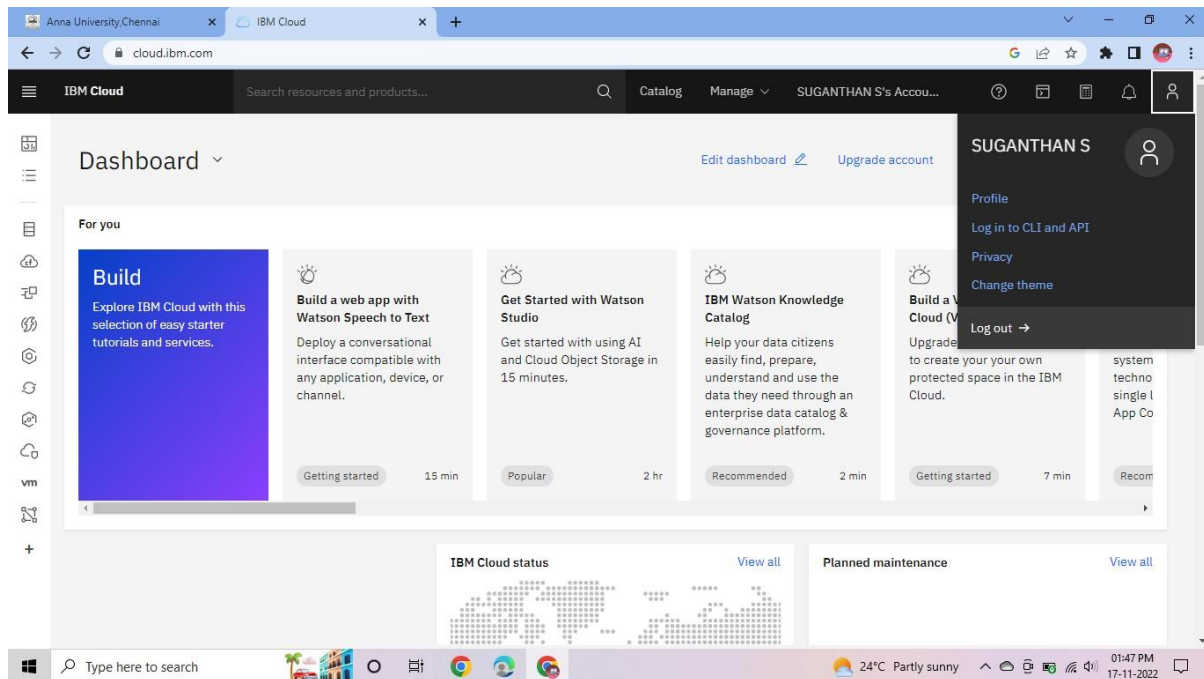 Anna University,Chennai
IBM Cloud
cloud.ibm.com
IBM Cloud
Search resources and products...
Catalog
Manage
SUGANTHAN S's Accou...
Dashboard
Edit dashboard
Upgrade account
SUGANTHAN S
Profile
Log in to CLI and API
Privacy
Change theme
Log out →
For you
Build
Explore IBM Cloud with this
selection of easy starter
tutorials and services.
Build a web app with
Watson Speech to Text
Deploy a conversational
interface compatible with
any application, device, or
channel.
Getting started
15 min
Get Started with Watson
Studio
Get started with using AI
and Cloud Object Storage in
15 minutes.
Popular
2 hr
IBM Watson Knowledge
Catalog
Help your data citizens
easily find, prepare,
understand and use the
data they need through an
enterprise data catalog &
governance platform.
Recommended
2 min
Build a V
Cloud (V
Upgrade
to create your your own
protected space in the IBM
Cloud.
Getting started
7 min
system
techno
single l
App Co
Recom
vm
IBM Cloud status
View all
Planned maintenance
View all
Type here to search
24°C Partly sunny
01:47 PM
17-11-2022